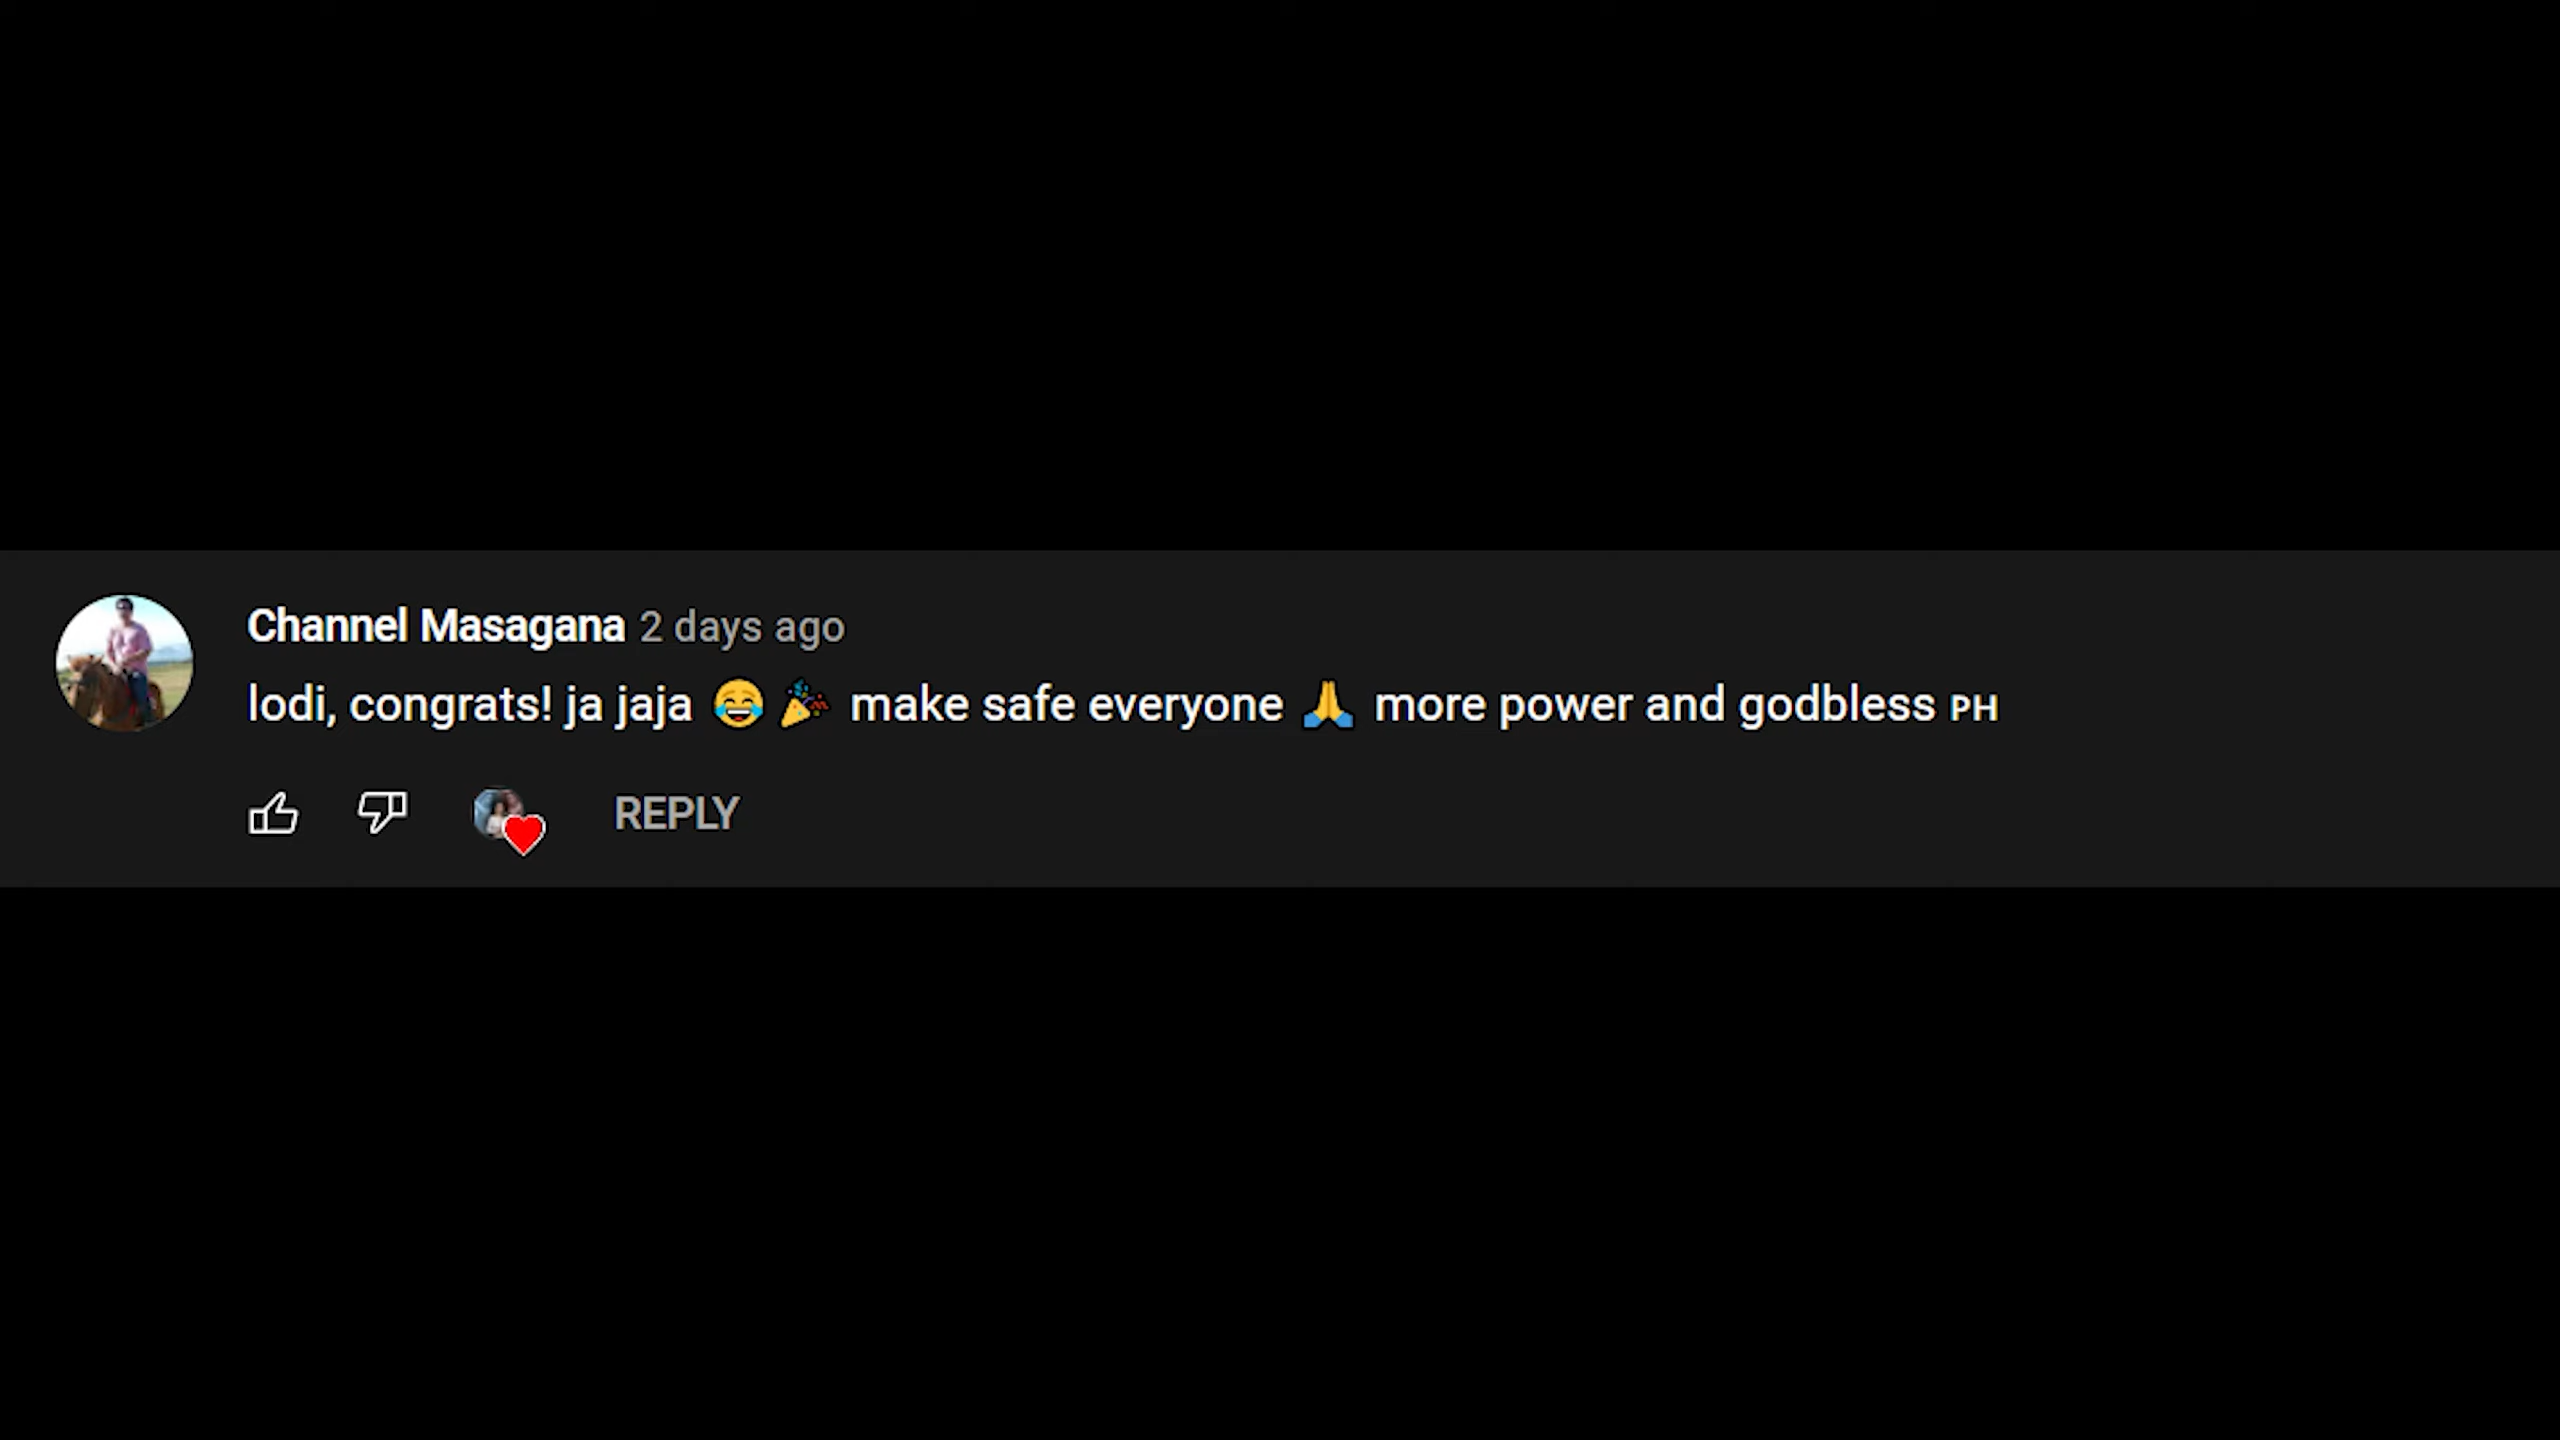 Channel Masagana 2 days ago
lodi, congrats! ja jaja 😂 🎉 make safe everyone 🙏 more power and godbless PH
REPLY